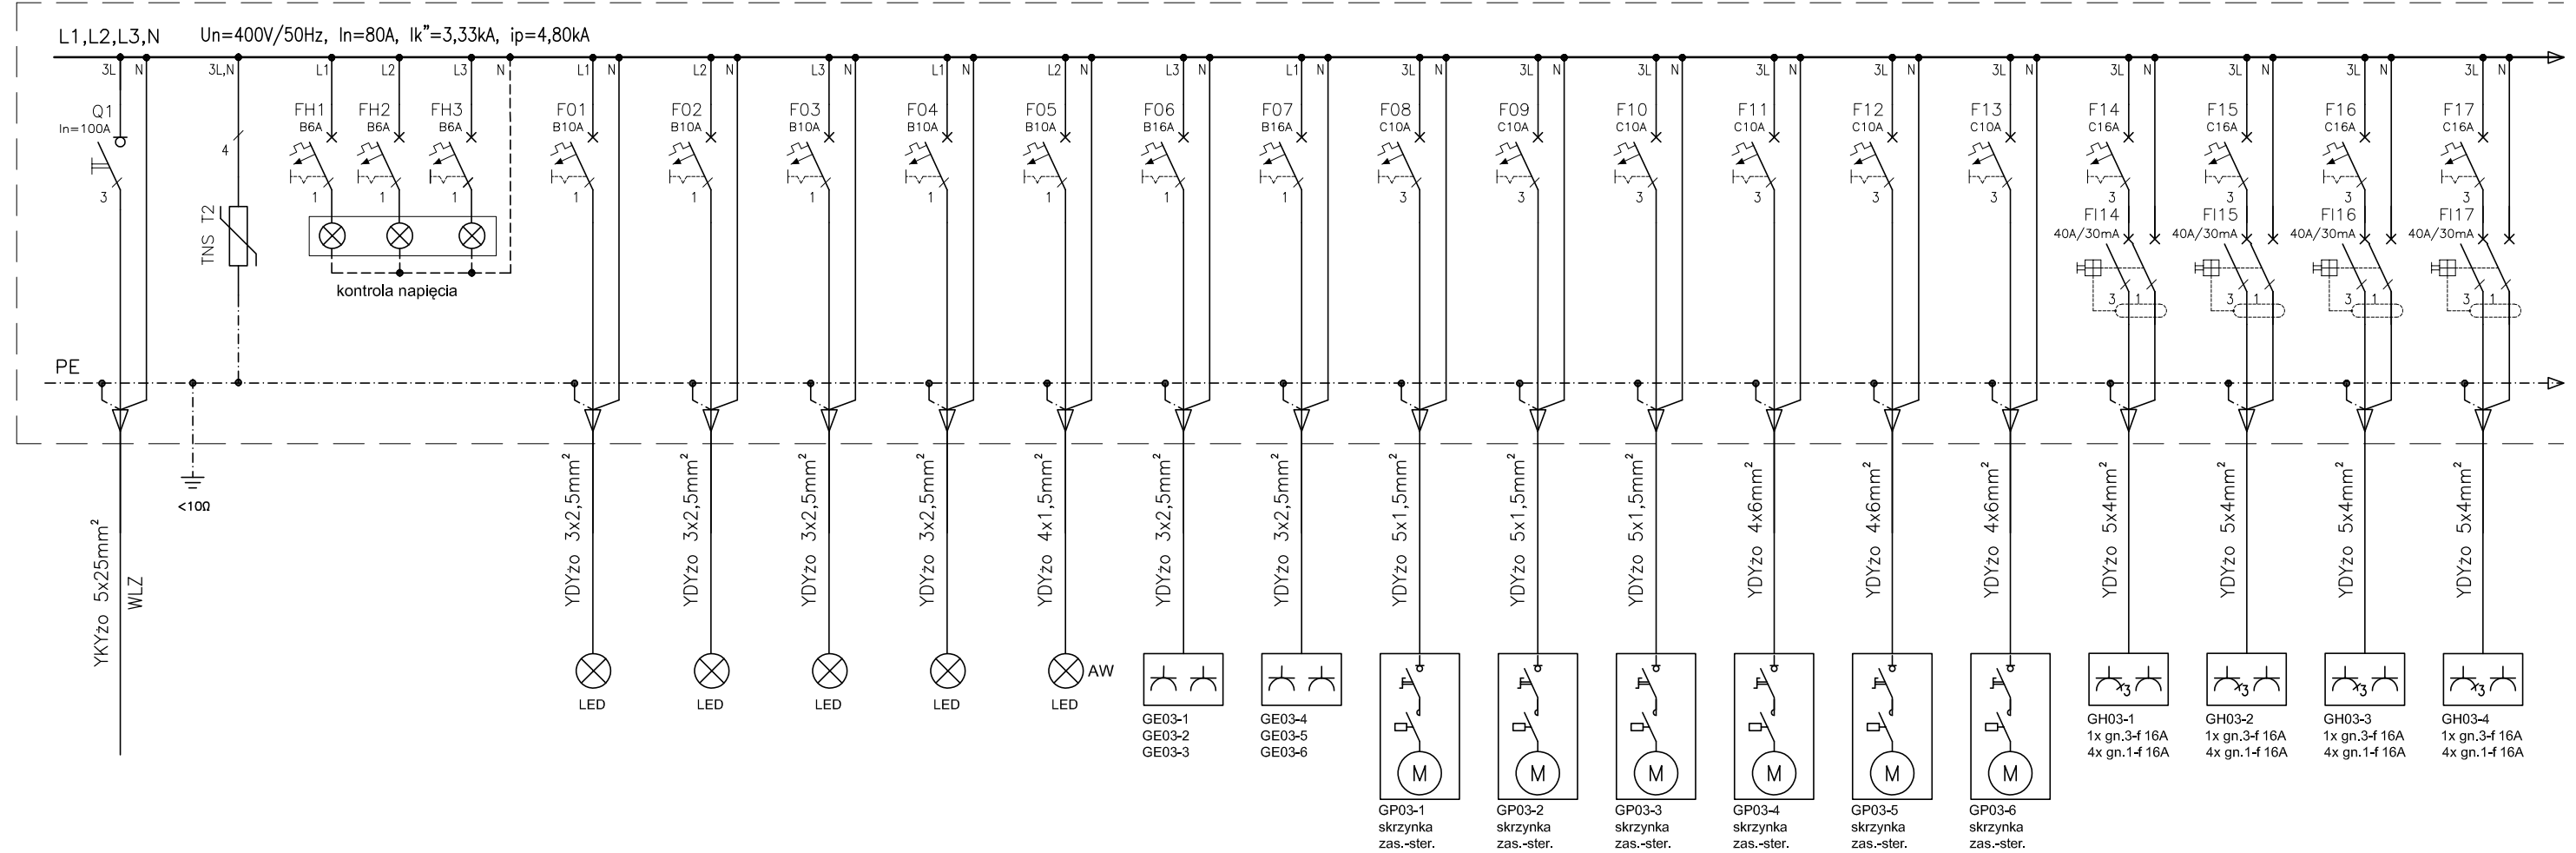 L1,L2,L3,N Un=400V/50Hz, In=80A, Ik”=3,33kA, ip=4,80kA
3L N 3L,N L1 L2 L3 N L1 N L2 N L3 N L1 N L2 N L3 N L1 N 3L N 3L N 3L N 3L N 3L N 3L N 3L N 3L N 3L N 3L N
Q1 FH1 FH2 FH3 F01 F02 F03 F04 F05 F06 F07 F08 F09 F10 F11 F12 F13 F14 F15 F16 F17
In=100A B6A B6A B6A B10A B10A B10A B10A B10A B16A B16A C10A C10A C10A C10A C10A C10A C16A C16A C16A C16A
4
3 1 1 1 1 1 1 1 1 1 1 3 3 3 3 3 3 3 3 3 3
TNS T2
FI14 FI15 FI16 FI17
40A/30mA 40A/30mA 40A/30mA 40A/30mA
kontrola napięcia
3 1 3 1 3 1 3 1
PE
<10Ω
YKYżo 5x25mm²
WLZ
YDYżo 3x2,5mm²
YDYżo 3x2,5mm²
YDYżo 3x2,5mm²
YDYżo 3x2,5mm²
YDYżo 4x1,5mm²
YDYżo 3x2,5mm²
YDYżo 3x2,5mm²
YDYżo 5x1,5mm²
YDYżo 5x1,5mm²
YDYżo 5x1,5mm²
YDYżo 4x6mm²
YDYżo 4x6mm²
YDYżo 4x6mm²
YDYżo 5x4mm²
YDYżo 5x4mm²
YDYżo 5x4mm²
YDYżo 5x4mm²
AW
3 3 3 3
LED LED LED LED LED
GE03-1
GE03-2
GE03-3
GE03-4
GE03-5
GE03-6
M M M M M M
GP03-1
skrzynka
zas.-ster.
GP03-2
skrzynka
zas.-ster.
GP03-3
skrzynka
zas.-ster.
GP03-4
skrzynka
zas.-ster.
GP03-5
skrzynka
zas.-ster.
GP03-6
skrzynka
zas.-ster.
GH03-1
1x gn.3-f 16A
4x gn.1-f 16A
GH03-2
1x gn.3-f 16A
4x gn.1-f 16A
GH03-3
1x gn.3-f 16A
4x gn.1-f 16A
GH03-4
1x gn.3-f 16A
4x gn.1-f 16A